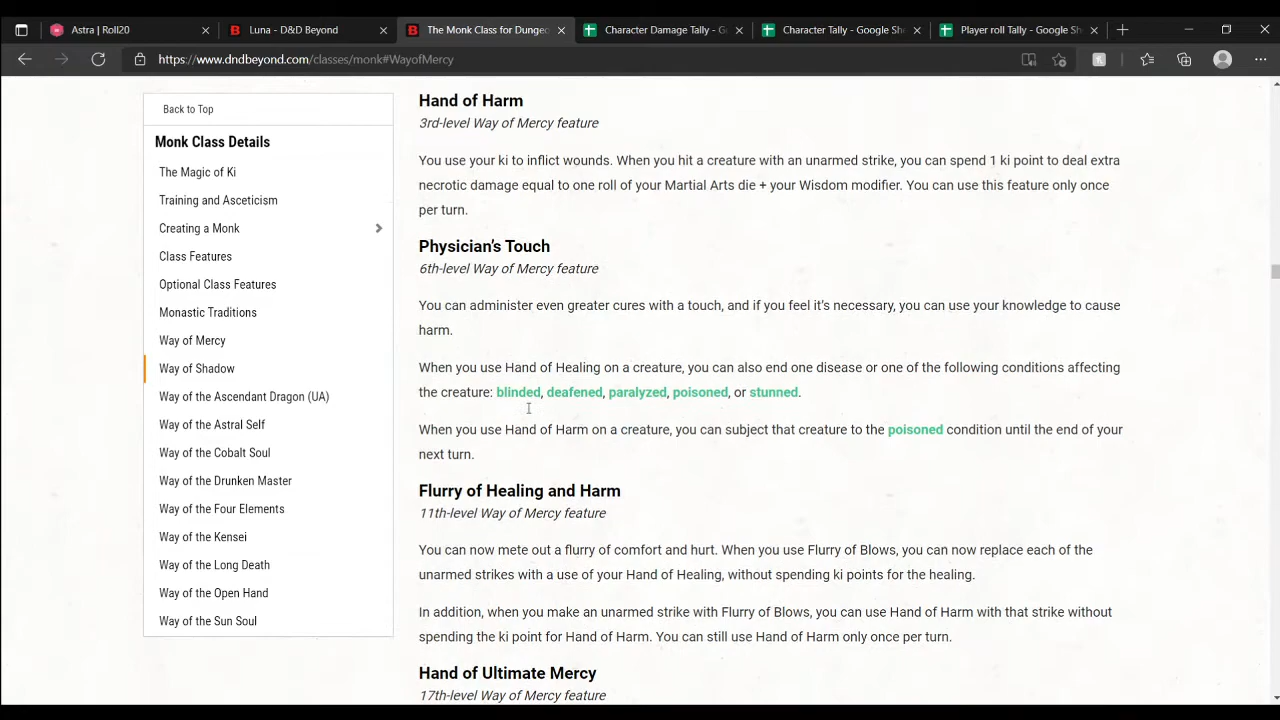 Astra | Roll20
Luna - D&D Beyond
The Monk Class for Dunge
Character Damage Tally - G
Character Tally - Google She
Player roll Tally - Google Sh
https://www.dndbeyond.com/classes/monk#WayofMercy
Back to Top
Monk Class Details
The Magic of Ki
Training and Asceticism
Creating a Monk
Class Features
Optional Class Features
Monastic Traditions
Way of Mercy
Way of Shadow
Way of the Ascendant Dragon (UA)
Way of the Astral Self
Way of the Cobalt Soul
Way of the Drunken Master
Way of the Four Elements
Way of the Kensei
Way of the Long Death
Way of the Open Hand
Way of the Sun Soul
Hand of Harm
3rd-level Way of Mercy feature
You use your ki to inflict wounds. When you hit a creature with an unarmed strike, you can spend 1 ki point to deal extra
necrotic damage equal to one roll of your Martial Arts die + your Wisdom modifier. You can use this feature only once
per turn.
Physician's Touch
6th-level Way of Mercy feature
You can administer even greater cures with a touch, and if you feel it's necessary, you can use your knowledge to cause
harm.
When you use Hand of Healing on a creature, you can also end one disease or one of the following conditions affecting
the creature: blinded, deafened, paralyzed, poisoned, or stunned.
When you use Hand of Harm on a creature, you can subject that creature to the poisoned condition until the end of your
next turn.
Flurry of Healing and Harm
11th-level Way of Mercy feature
You can now mete out a flurry of comfort and hurt. When you use Flurry of Blows, you can now replace each of the
unarmed strikes with a use of your Hand of Healing, without spending ki points for the healing.
In addition, when you make an unarmed strike with Flurry of Blows, you can use Hand of Harm with that strike without
spending the ki point for Hand of Harm. You can still use Hand of Harm only once per turn.
Hand of Ultimate Mercy
17th-level Way of Mercy feature